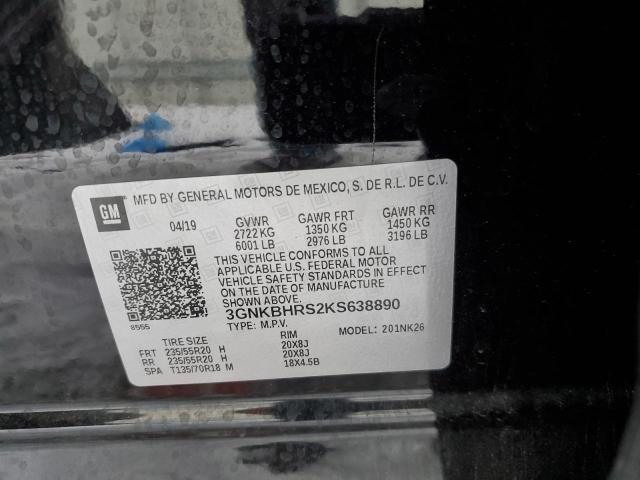 GM
MFD BY GENERAL MOTORS DE MEXICO, S. DE R.L. DE C.V.
04/19 GVWR GAWR FRT GAWR RR
2722 KG 1350 KG 1450 KG
6001 LB 2976 LB 3196 LB
THIS VEHICLE CONFORMS TO ALL
APPLICABLE U.S. FEDERAL MOTOR
VEHICLE SAFETY STANDARDS IN EFFECT
ON THE DATE OF MANUFACTURE
SHOWN ABOVE.
3GNKBHRS2KS638890
8555
TYPE: M.P.V. MODEL: 201NK26
TIRE SIZE RIM
FRT 235/55R20 H 20X8J
RR 235/55R20 H 20X8J
SPA T135/70R18 M 18X4.5B